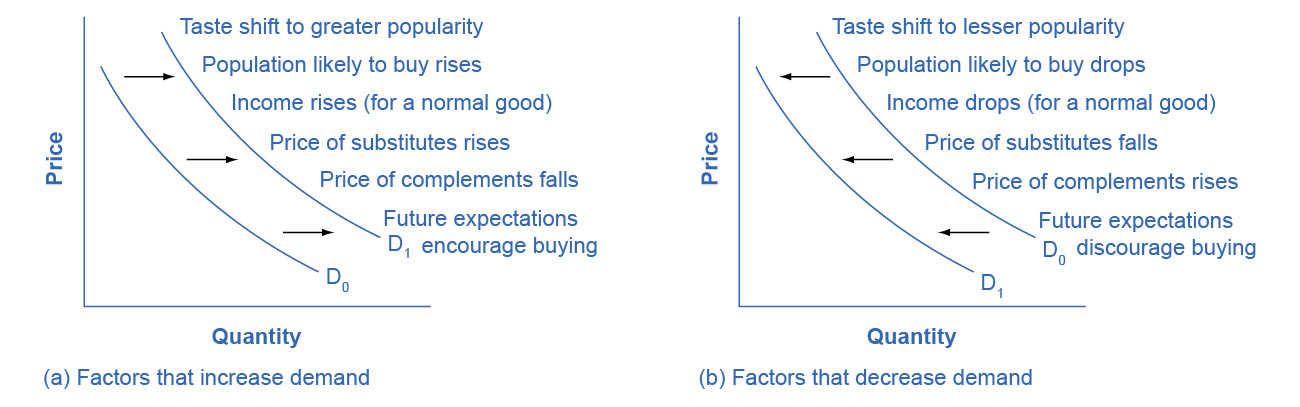 Taste shift to greater popularity
Population likely to buy rises
Income rises (for a normal good)
Price of substitutes rises
Price of complements falls
Future expectations
D1 encourage buying
D0
Price
Quantity
(a) Factors that increase demand
Taste shift to lesser popularity
Population likely to buy drops
Income drops (for a normal good)
Price of substitutes falls
Price of complements rises
Future expectations
D0 discourage buying
D1
Price
Quantity
(b) Factors that decrease demand